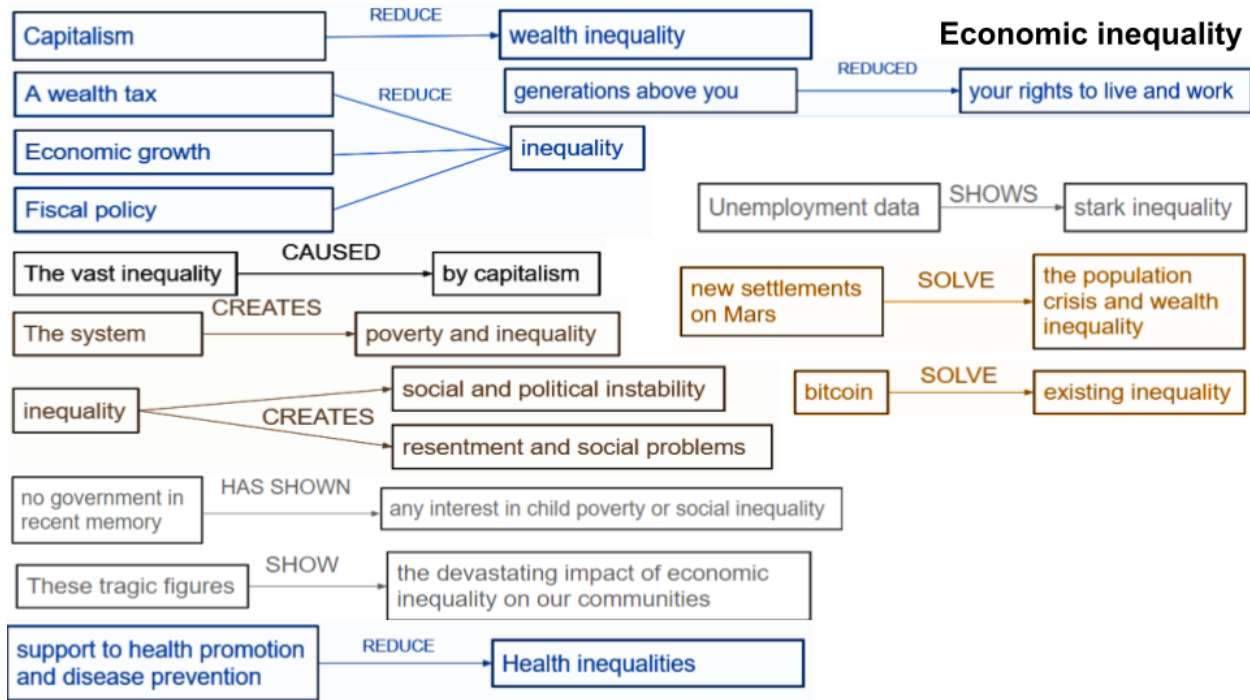 Economic inequality
Capitalism
REDUCE
wealth inequality
A wealth tax
REDUCE
Economic growth
Fiscal policy
inequality
generations above you
REDUCED
your rights to live and work
Unemployment data
SHOWS
stark inequality
The vast inequality
CAUSED
by capitalism
new settlements
on Mars
SOLVE
the population
crisis and wealth
inequality
The system
CREATES
poverty and inequality
bitcoin
SOLVE
existing inequality
inequality
CREATES
social and political instability
resentment and social problems
no government in
recent memory
HAS SHOWN
any interest in child poverty or social inequality
These tragic figures
SHOW
the devastating impact of economic
inequality on our communities
support to health promotion
and disease prevention
REDUCE
Health inequalities